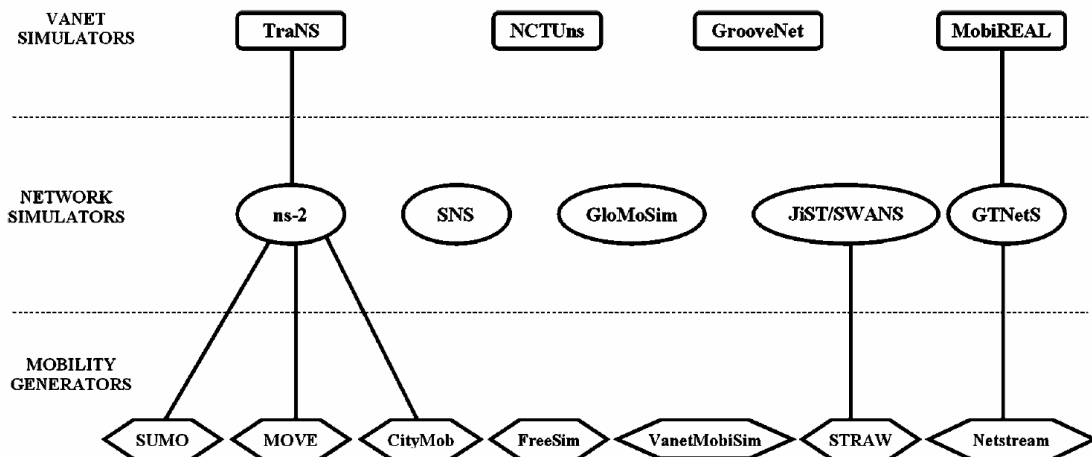 VANET
SIMULATORS
TraNS NCTUns GrooveNet MobiREAL
NETWORK
SIMULATORS
ns-2 SNS GloMoSim JiST/SWANS GTNetS
MOBILITY
GENERATORS
SUMO MOVE CityMob FreeSim VanetMobiSim STRAW Netstream